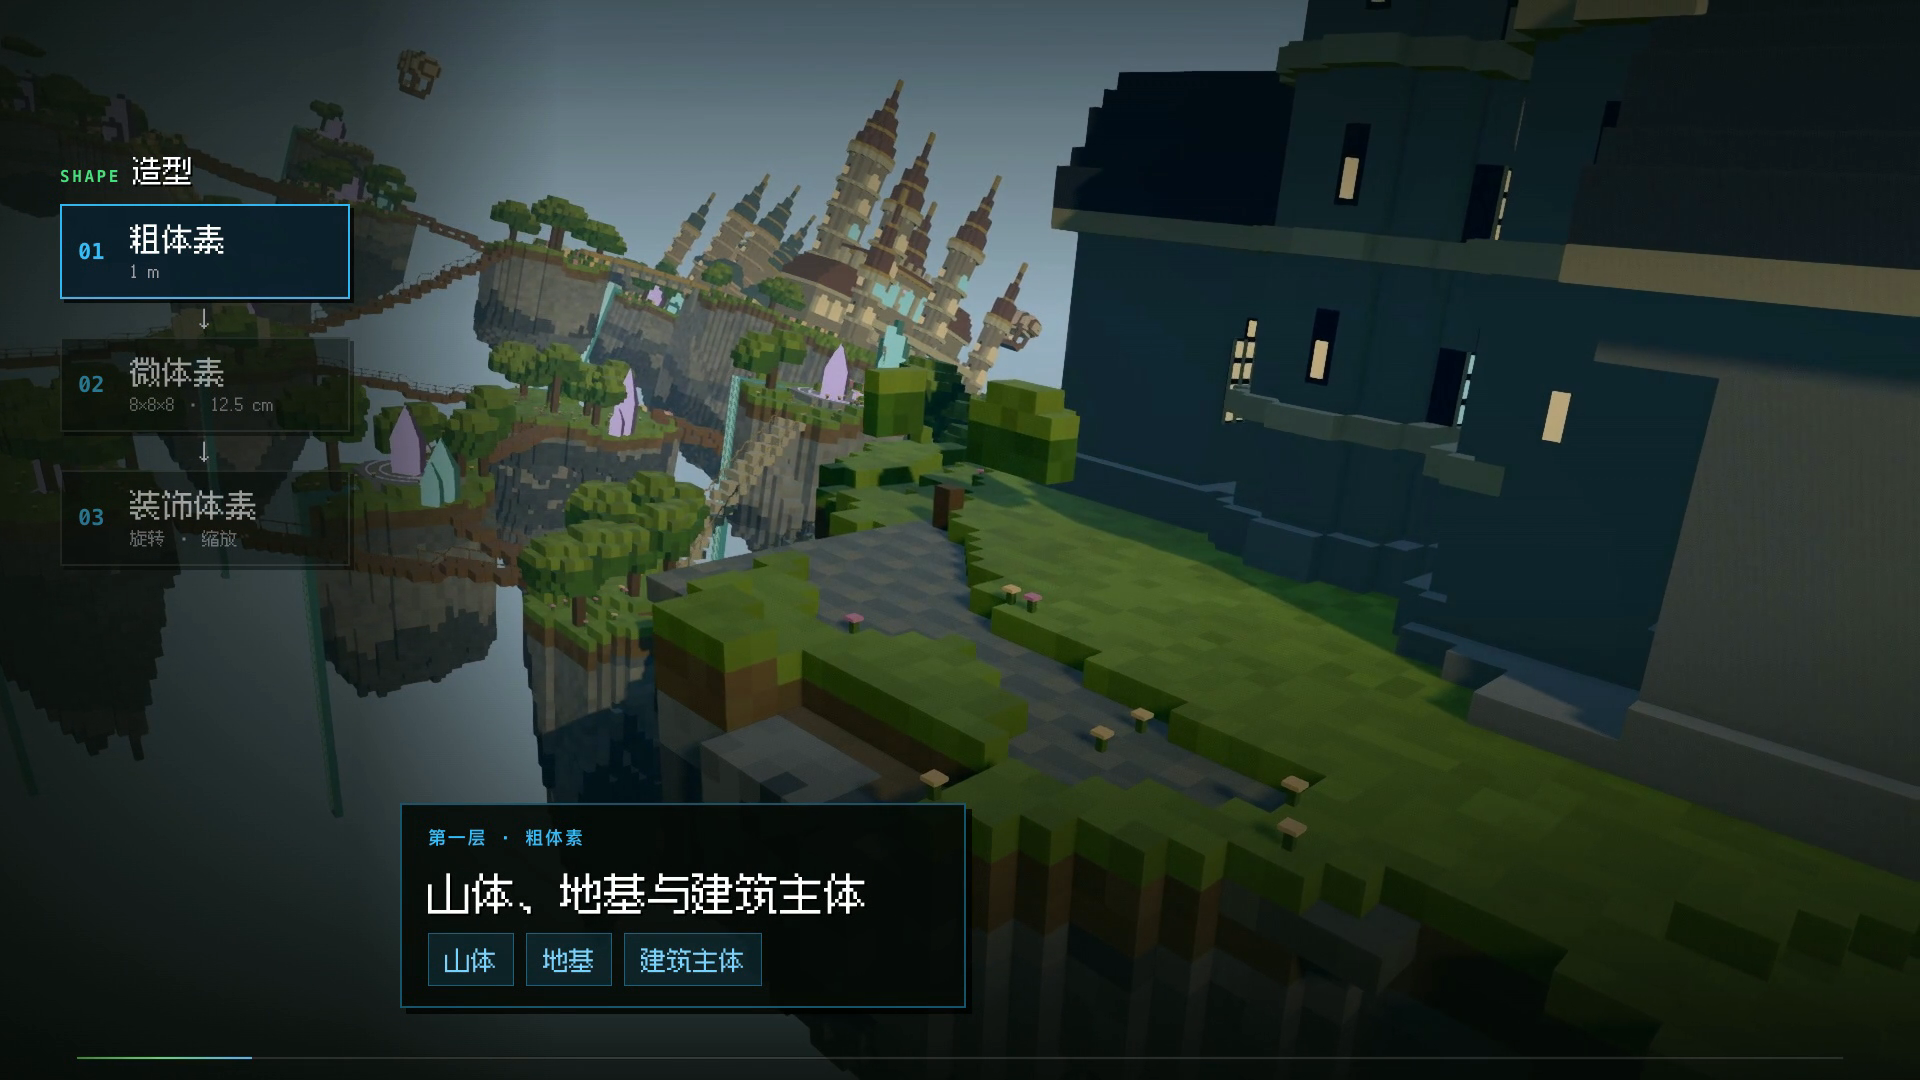 SHAPE 造型
01 粗体素
1 m
↓
02 微体素
8×8×8 · 12.5 cm
↓
03 装饰体素
旋转 · 缩放
第一层 · 粗体素
山体、地基与建筑主体
山体 地基 建筑主体